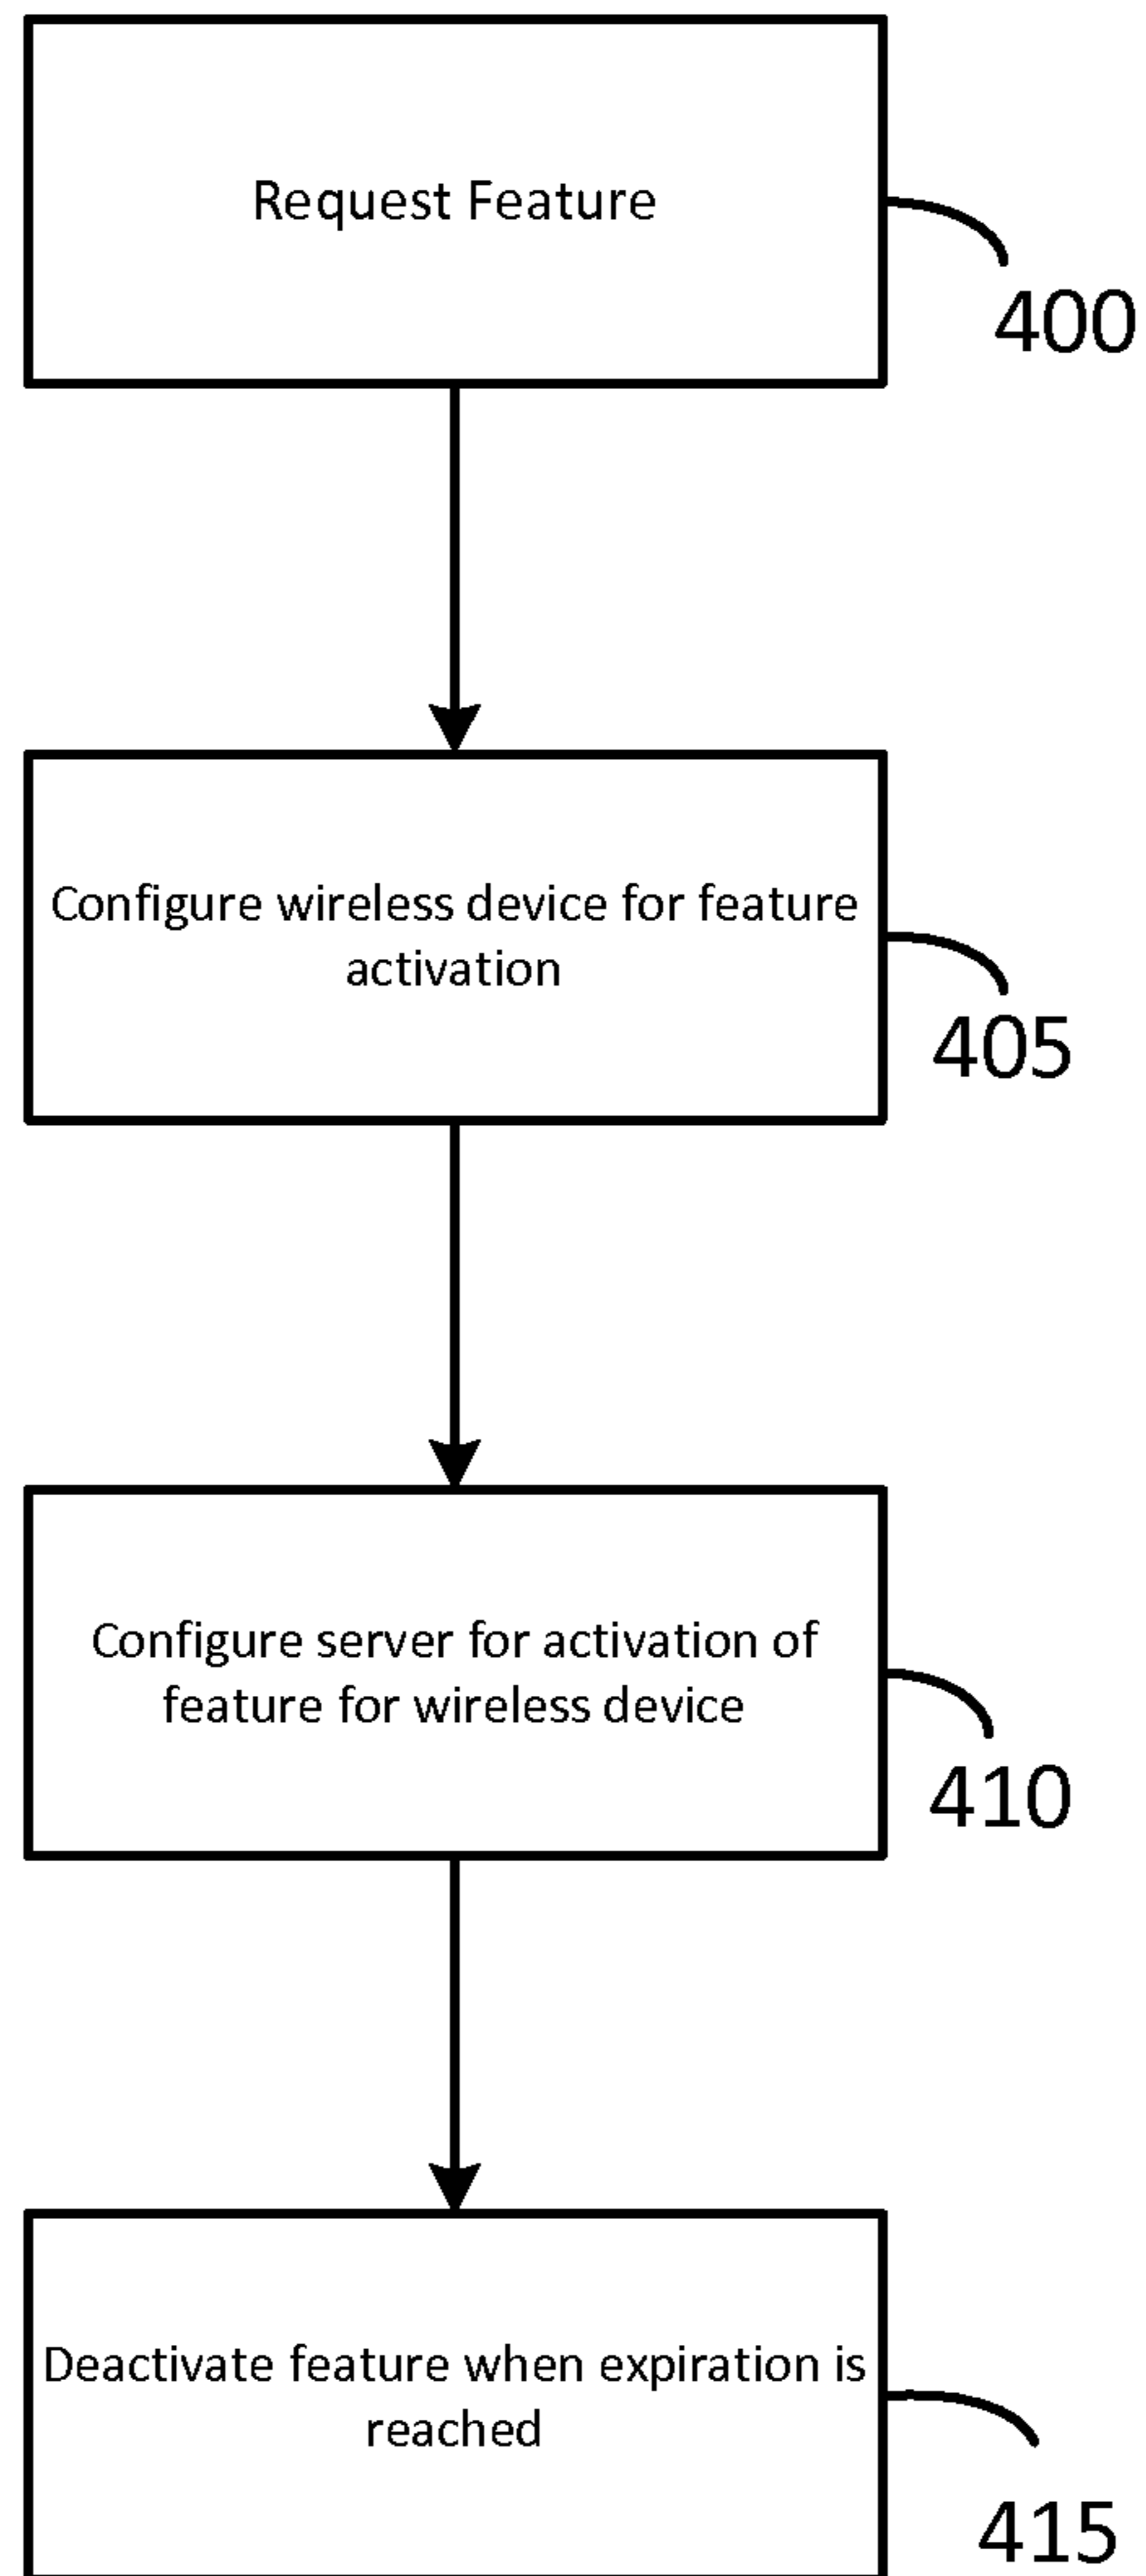 Request Feature
400
Configure wireless device for feature
activation
405
Configure server for activation of
feature for wireless device
410
Deactivate feature when expiration is
reached
415